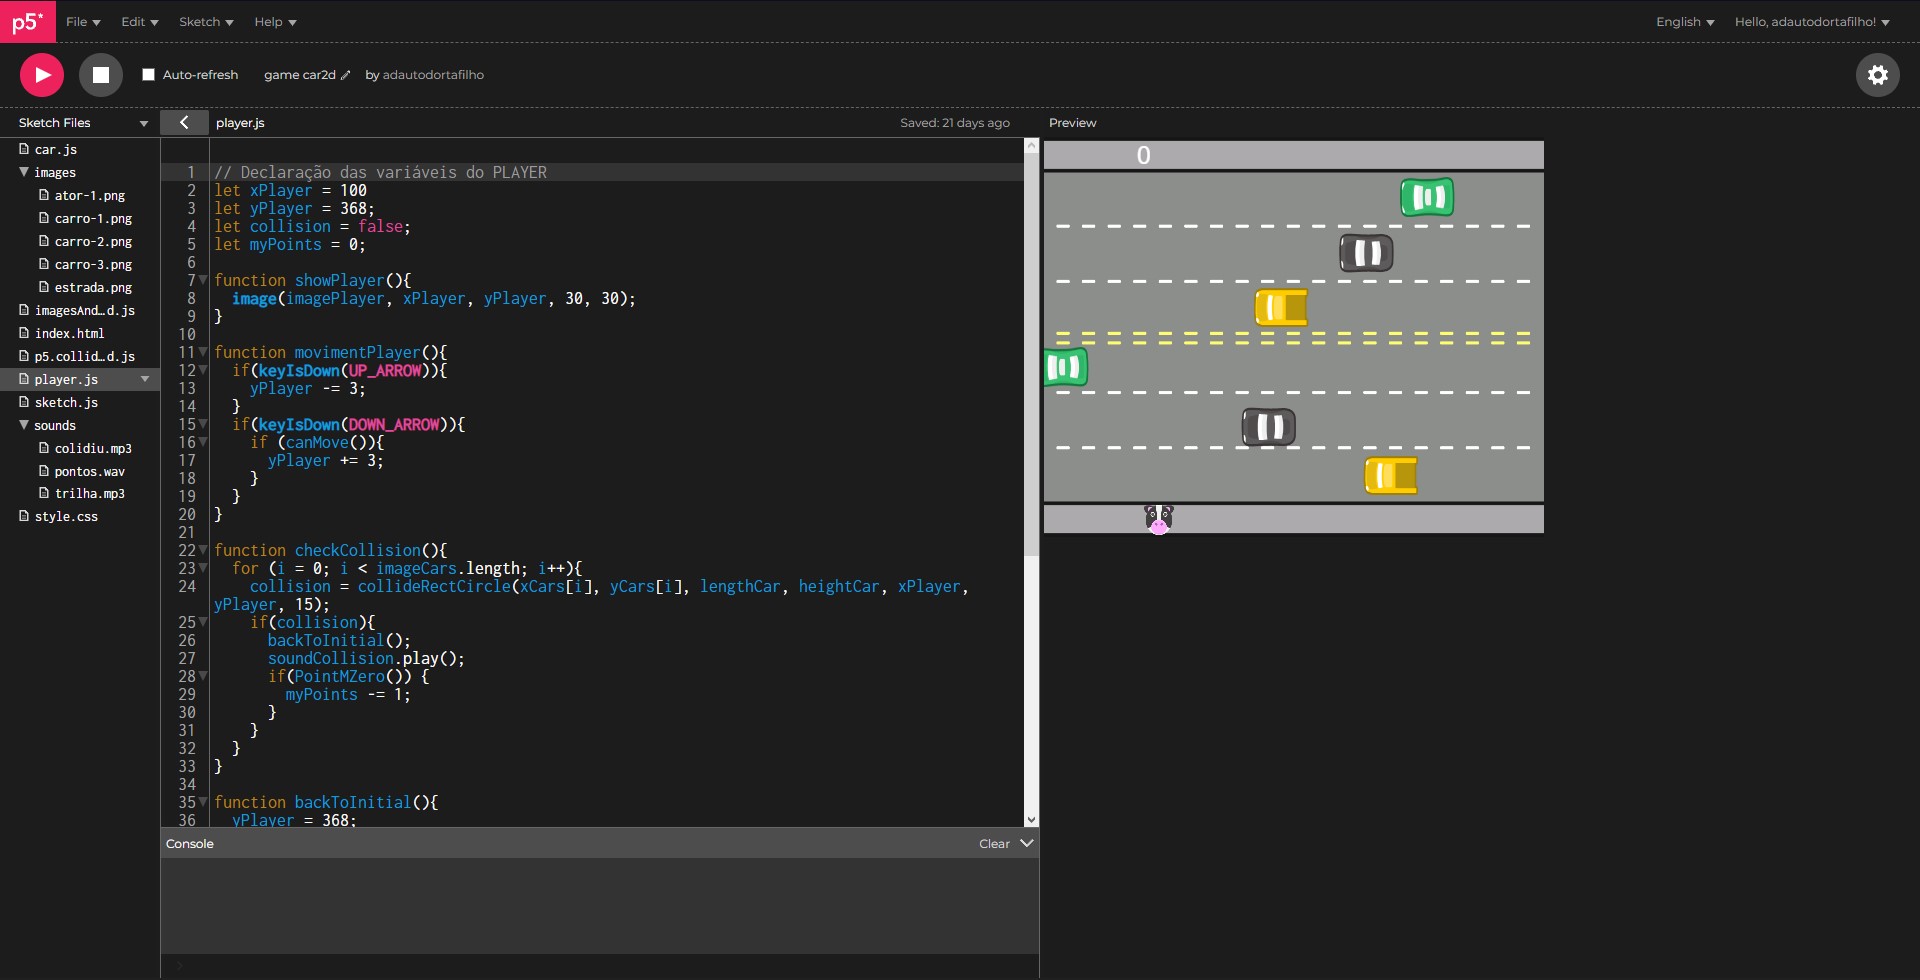 p5* File Edit Sketch Help English Hello, adautodortafilho!
Auto-refresh game car2d by adautodortafilho
Sketch Files
car.js
images
ator-1.png
carro-1.png
carro-2.png
carro-3.png
estrada.png
imagesAnd…d.js
index.html
p5.collid…d.js
player.js
sketch.js
sounds
colidiu.mp3
pontos.wav
trilha.mp3
style.css
player.js Saved: 21 days ago
1 // Declaração das variáveis do PLAYER
2 let xPlayer = 100
3 let yPlayer = 368;
4 let collision = false;
5 let myPoints = 0;
6
7 function showPlayer(){
8 image(imagePlayer, xPlayer, yPlayer, 30, 30);
9 }
10
11 function movimentPlayer(){
12 if(keyIsDown(UP_ARROW)){
13 yPlayer -= 3;
14 }
15 if(keyIsDown(DOWN_ARROW)){
16 if (canMove()){
17 yPlayer += 3;
18 }
19 }
20 }
21
22 function checkCollision(){
23 for (i = 0; i < imageCars.length; i++){
24 collision = collideRectCircle(xCars[i], yCars[i], lengthCar, heightCar, xPlayer,
yPlayer, 15);
25 if(collision){
26 backToInitial();
27 soundCollision.play();
28 if(PointMZero()) {
29 myPoints -= 1;
30 }
31 }
32 }
33 }
34
35 function backToInitial(){
36 yPlayer = 368;
Console Clear
Preview
0